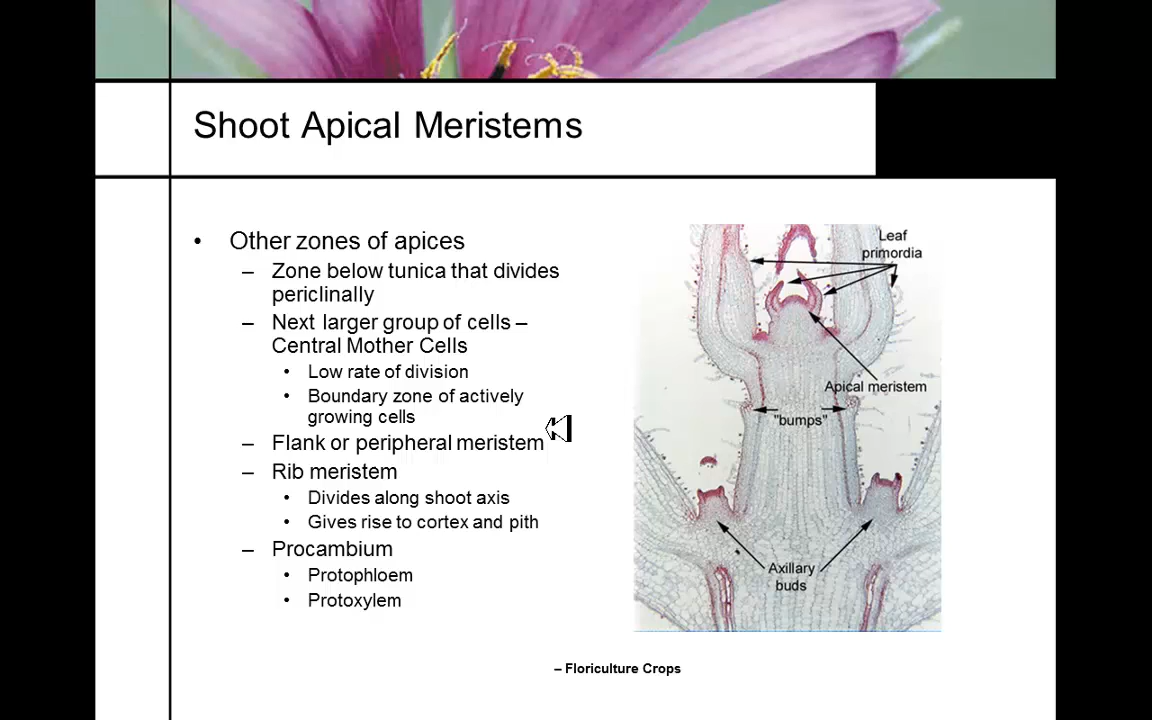 Shoot Apical Meristems
• Other zones of apices
– Zone below tunica that divides
periclinally
– Next larger group of cells –
Central Mother Cells
• Low rate of division
• Boundary zone of actively
growing cells
– Flank or peripheral meristem
– Rib meristem
• Divides along shoot axis
• Gives rise to cortex and pith
– Procambium
• Protophloem
• Protoxylem
Leaf
primordia
Apical meristem
"bumps"
Axillary
buds
– Floriculture Crops